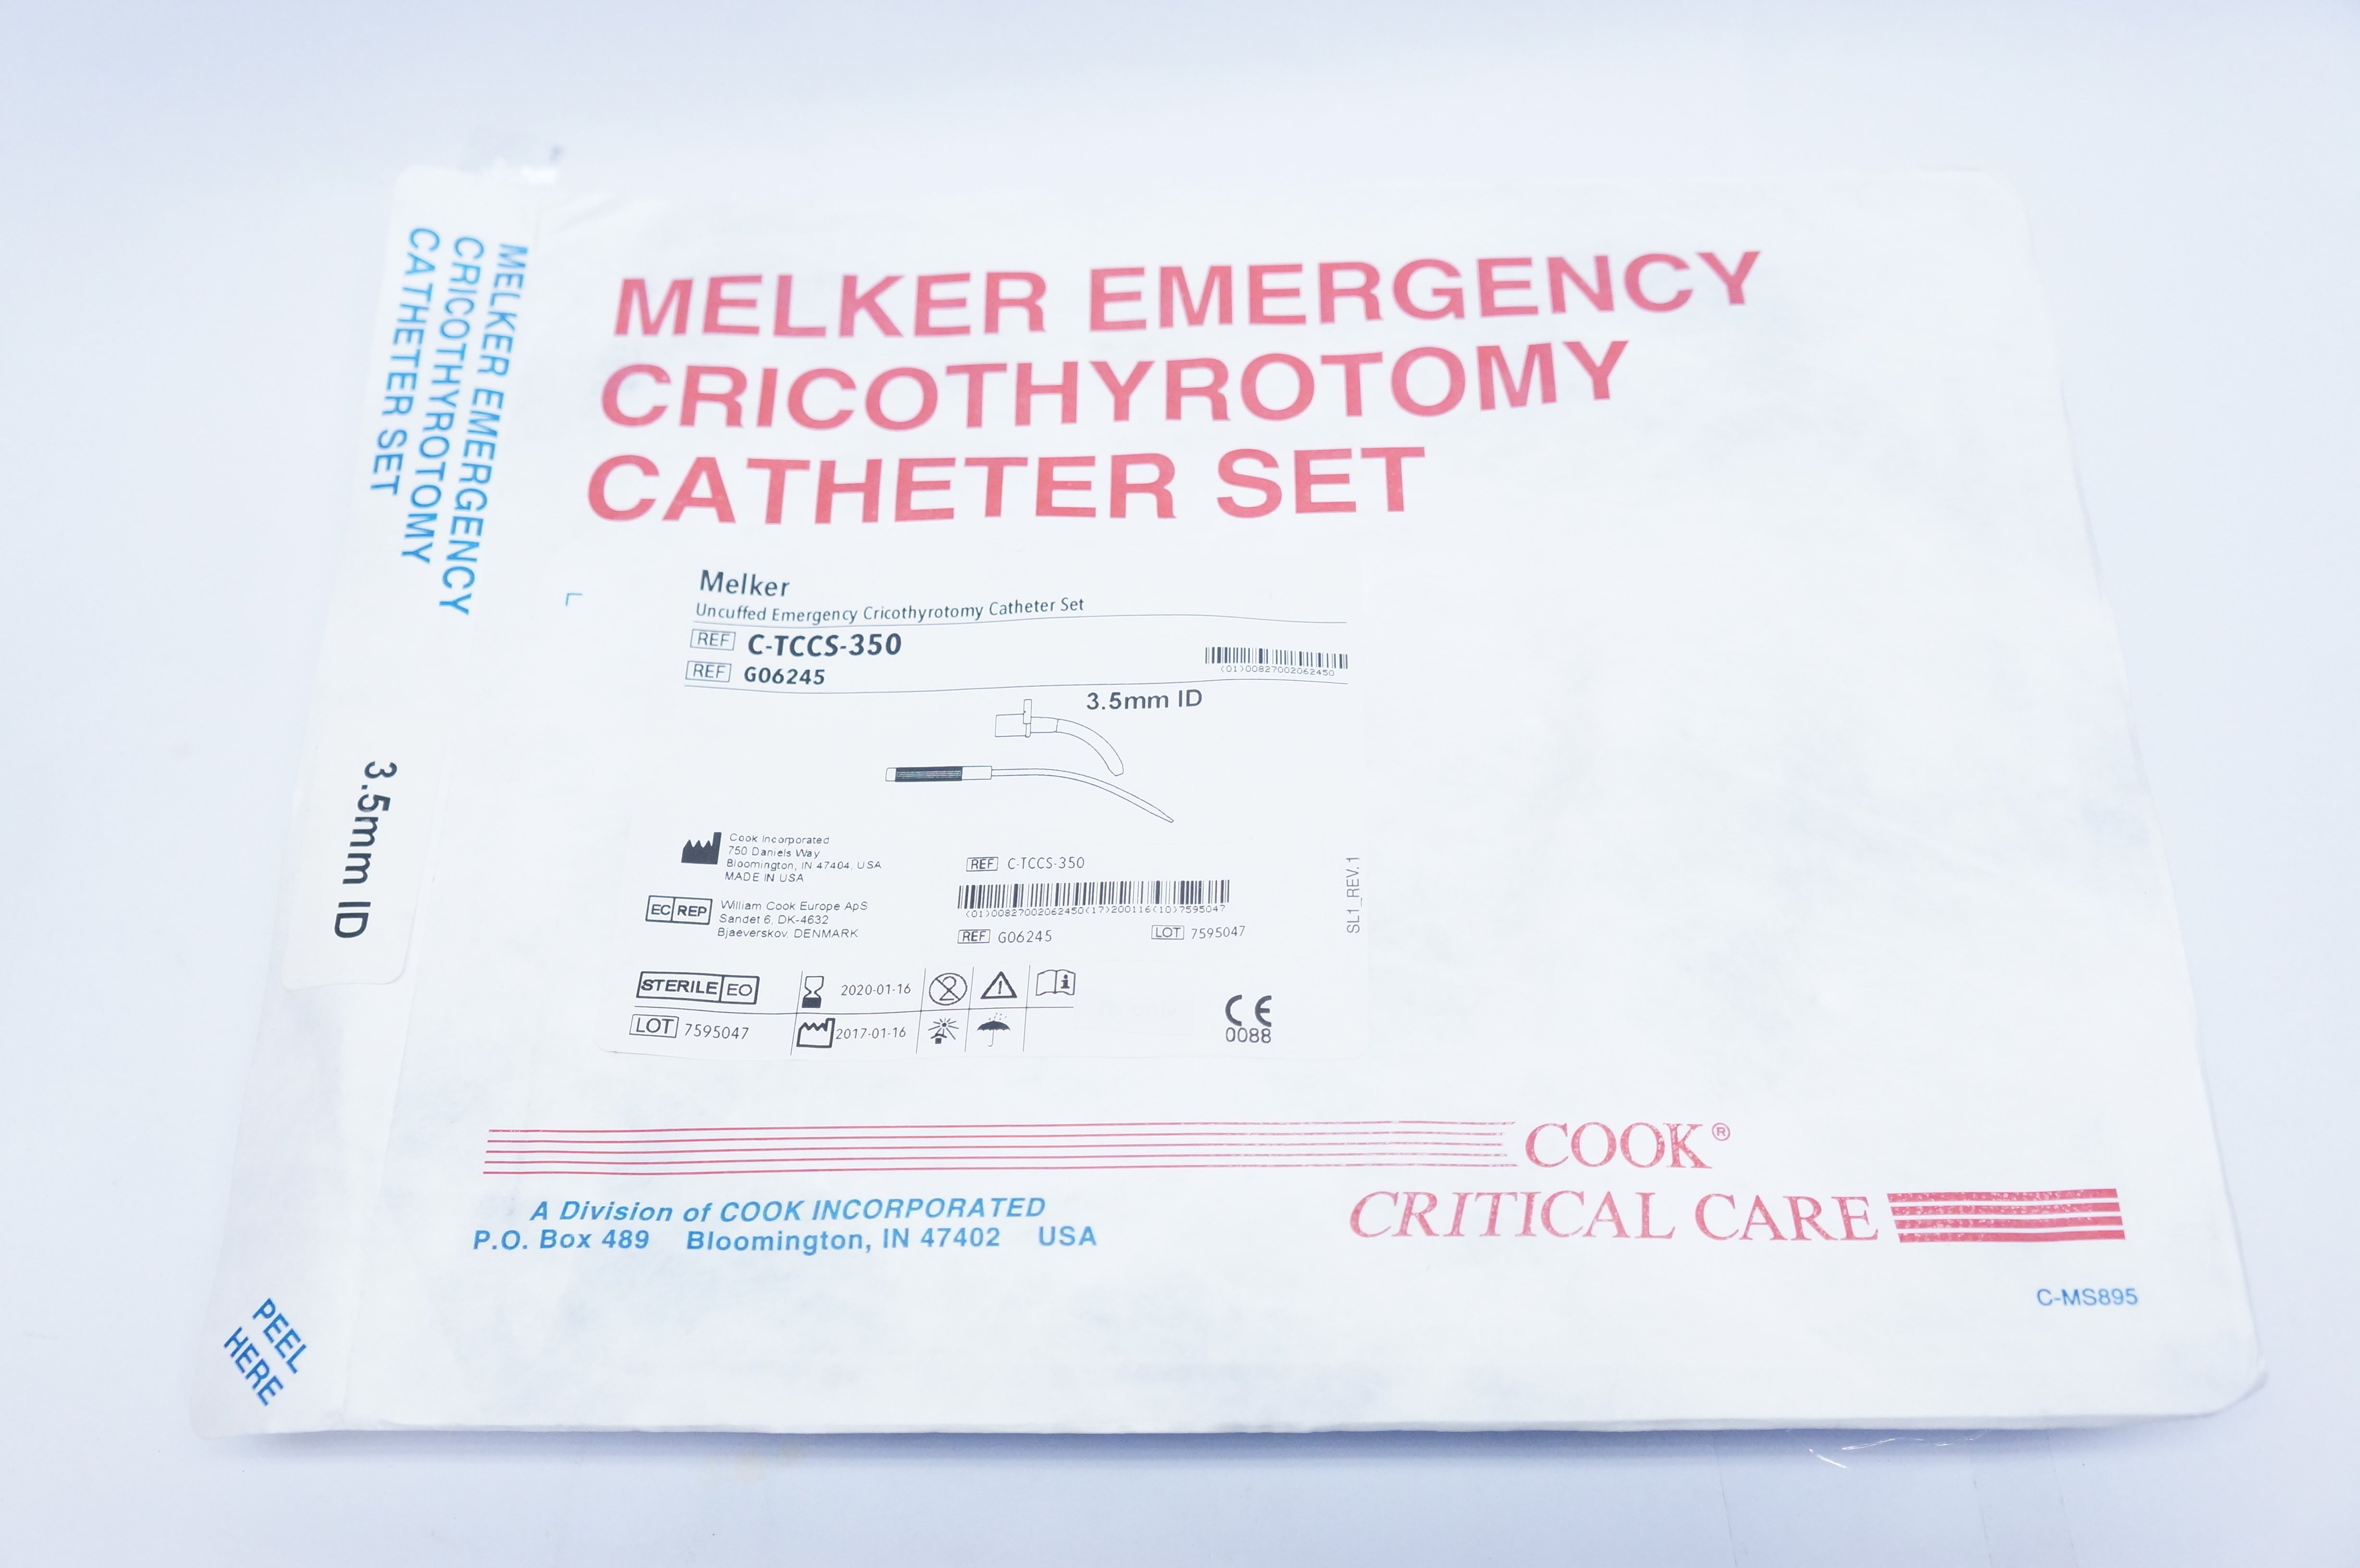 MELKER EMERGENCY
CRICOTHYROTOMY
CATHETER SET
3.5mm ID
PEEL
HERE
MELKER EMERGENCY
CRICOTHYROTOMY
CATHETER SET
Melker
Uncuffed Emergency Cricothyrotomy Catheter Set
REF C-TCCS-350
REF G06245
(01)00827002062450
3.5mm ID
Cook Incorporated
750 Daniels Way
Bloomington, IN 47404, USA
MADE IN USA
EC REP William Cook Europe ApS
Sandet 6, DK-4632
Bjaeverskov, DENMARK
REF C-TCCS-350
(01)00827002062450(17)200116(10)7595047
REF G06245 LOT 7595047
SL1_REV.1
STERILE EO 2020-01-16
LOT 7595047 2017-01-16
CE
0088
COOK®
CRITICAL CARE
A Division of COOK INCORPORATED
P.O. Box 489 Bloomington, IN 47402 USA
C-MS895